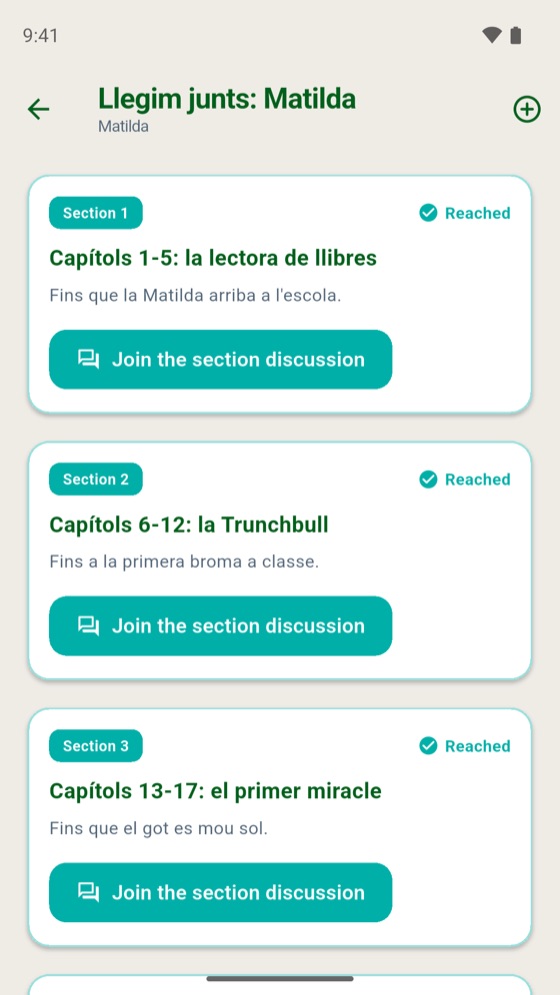 9:41
Llegim junts: Matilda
Matilda
Section 1
Reached
Capítols 1-5: la lectora de llibres
Fins que la Matilda arriba a l'escola.
Join the section discussion
Section 2
Reached
Capítols 6-12: la Trunchbull
Fins a la primera broma a classe.
Join the section discussion
Section 3
Reached
Capítols 13-17: el primer miracle
Fins que el got es mou sol.
Join the section discussion